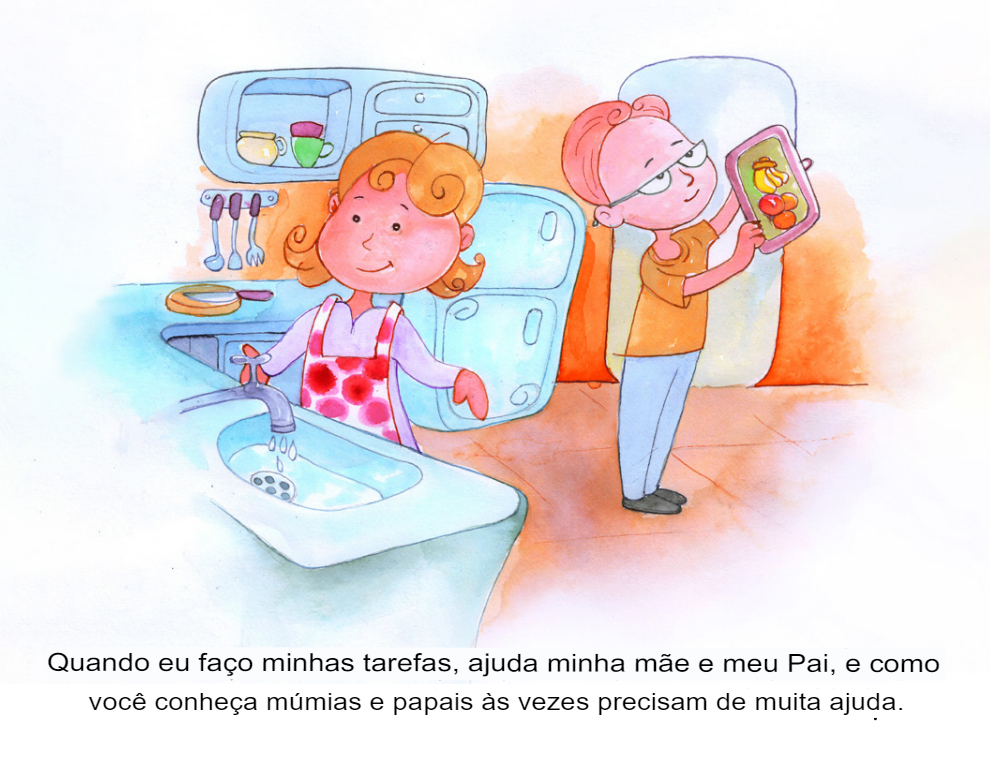 Quando eu faço minhas tarefas, ajuda minha mãe e meu Pai, e como
você conheça múmias e papais às vezes precisam de muita ajuda.